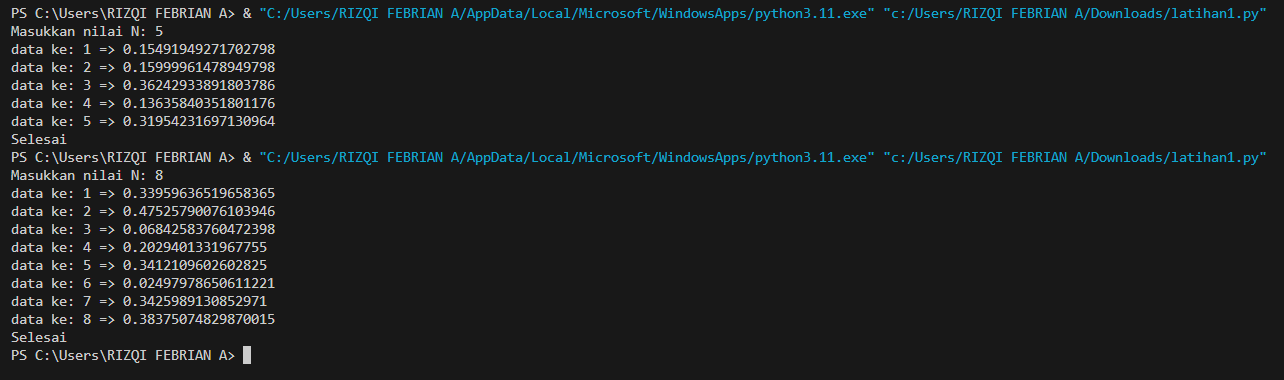 PS C:\Users\RIZQI FEBRIAN A> & "C:/Users/RIZQI FEBRIAN A/AppData/Local/Microsoft/WindowsApps/python3.11.exe" "c:/Users/RIZQI FEBRIAN A/Downloads/latihan1.py"
Masukkan nilai N: 5
data ke: 1 => 0.15491949271702798
data ke: 2 => 0.15999961478949798
data ke: 3 => 0.36242933891803786
data ke: 4 => 0.13635840351801176
data ke: 5 => 0.31954231697130964
Selesai
PS C:\Users\RIZQI FEBRIAN A> & "C:/Users/RIZQI FEBRIAN A/AppData/Local/Microsoft/WindowsApps/python3.11.exe" "c:/Users/RIZQI FEBRIAN A/Downloads/latihan1.py"
Masukkan nilai N: 8
data ke: 1 => 0.33959636519658365
data ke: 2 => 0.47525790076103946
data ke: 3 => 0.06842583760472398
data ke: 4 => 0.2029401331967755
data ke: 5 => 0.3412109602602825
data ke: 6 => 0.02497978650611221
data ke: 7 => 0.3425989130852971
data ke: 8 => 0.38375074829870015
Selesai
PS C:\Users\RIZQI FEBRIAN A>